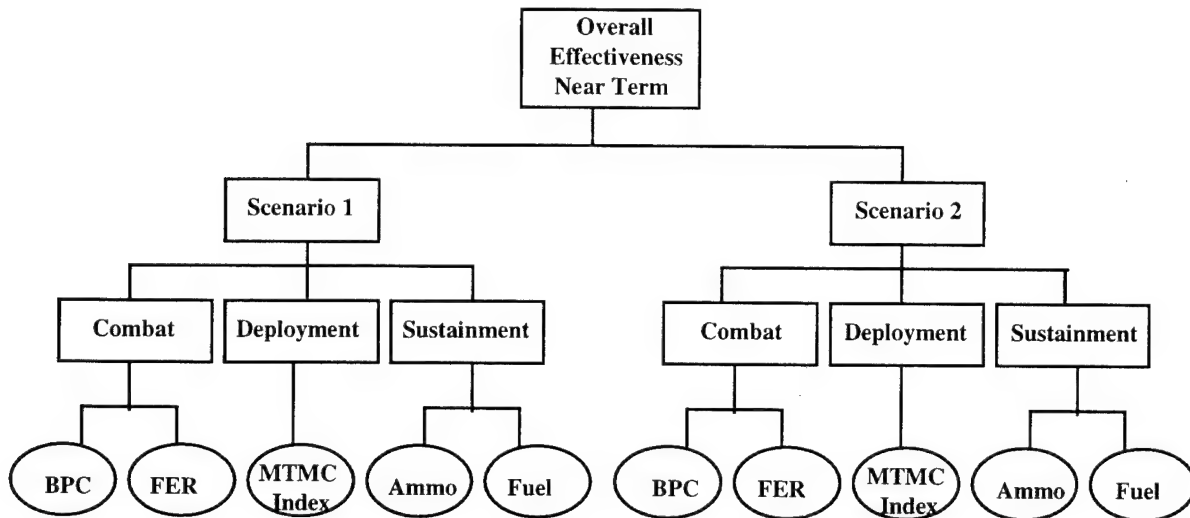 Overall
Effectiveness
Near Term
Scenario 1
Scenario 2
Combat
Deployment
Sustainment
Combat
Deployment
Sustainment
BPC
FER
MTMC
Index
Ammo
Fuel
BPC
FER
MTMC
Index
Ammo
Fuel